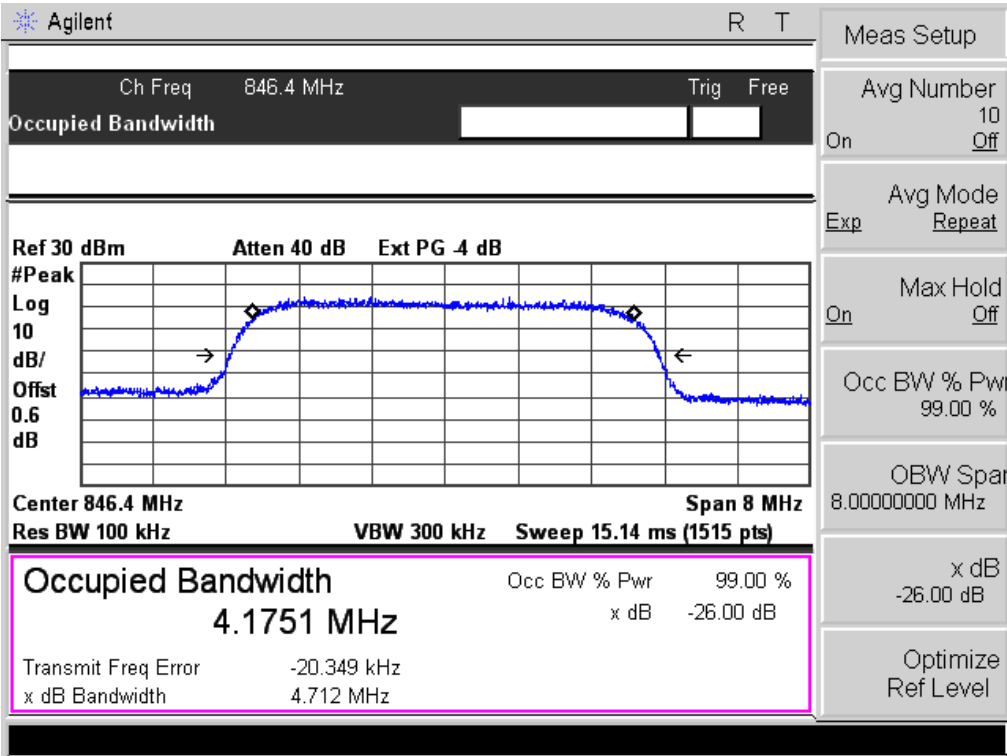 Agilent R T
Ch Freq 846.4 MHz Trig Free
Occupied Bandwidth
Ref 30 dBm Atten 40 dB Ext PG -4 dB
#Peak
Log
10
dB/
Offst
0.6
dB
Center 846.4 MHz Span 8 MHz
Res BW 100 kHz VBW 300 kHz Sweep 15.14 ms (1515 pts)
Occupied Bandwidth Occ BW % Pwr 99.00 %
4.1751 MHz x dB -26.00 dB
Transmit Freq Error -20.349 kHz
x dB Bandwidth 4.712 MHz
Meas Setup
Avg Number
10
On Off
Avg Mode
Exp Repeat
Max Hold
On Off
Occ BW % Pwr
99.00 %
OBW Span
8.00000000 MHz
x dB
-26.00 dB
Optimize
Ref Level